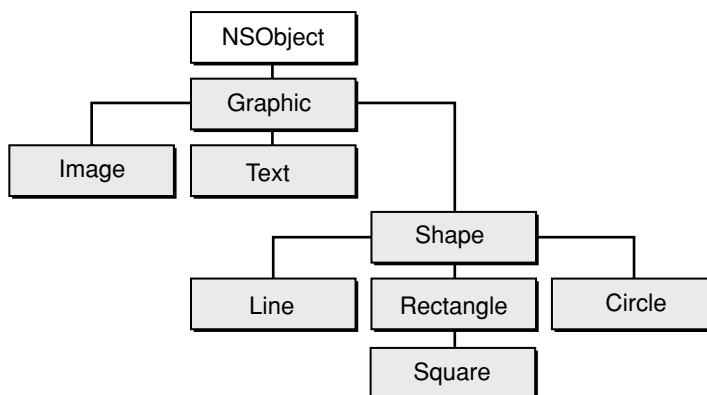 NSObject
Graphic
Image
Text
Shape
Line
Rectangle
Circle
Square